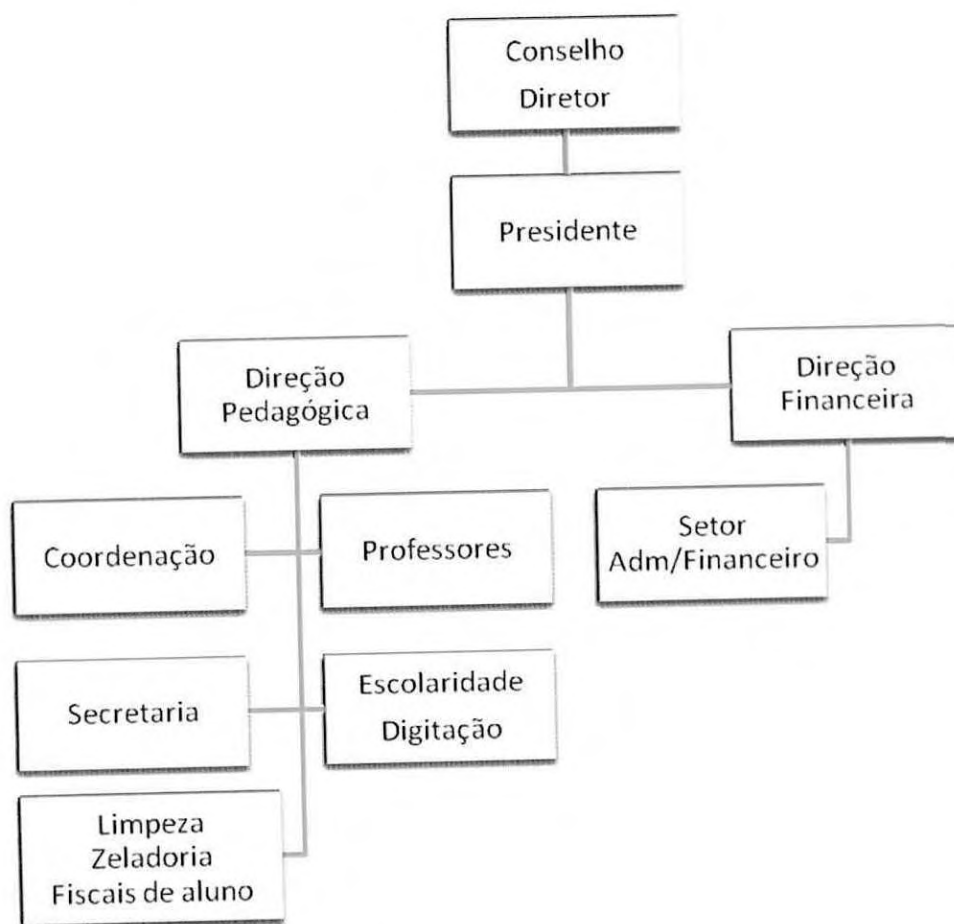 Conselho
Diretor
Presidente
Direção
Pedagógica
Direção
Financeira
Coordenação
Professores
Setor
Adm/Financeiro
Secretaria
Escolaridade
Digitação
Limpeza
Zeladoria
Fiscais de aluno